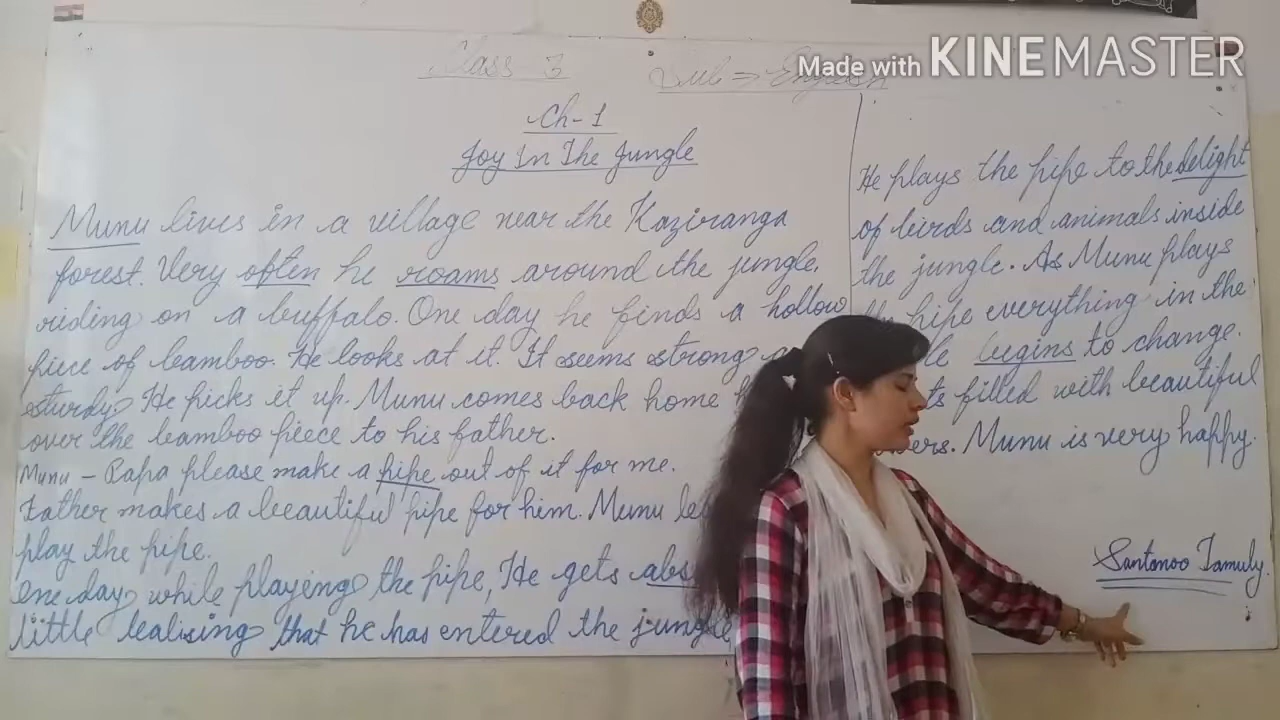 Made with KINEMASTER
Class - 3
Sub => English
Ch-1
Joy In The Jungle
Munu lives in a village near the Kaziranga
forest. Very often he roams around the jungle,
riding on a buffalo. One day he finds a hollow
piece of bamboo. He looks at it. It seems strong
sturdy. He picks it up. Munu comes back home
over the bamboo piece to his father.
Munu - Papa please make a pipe out of it for me.
Father makes a beautiful pipe for him. Munu
play the pipe.
One day while playing the pipe, He gets abs
little realising that he has entered the jungle
He plays the pipe to the delight
of birds and animals inside
the jungle. As Munu plays
pipe everything in the
begins to change.
filled with beautiful
Munu is very happy.
Santonoo Tamuly.